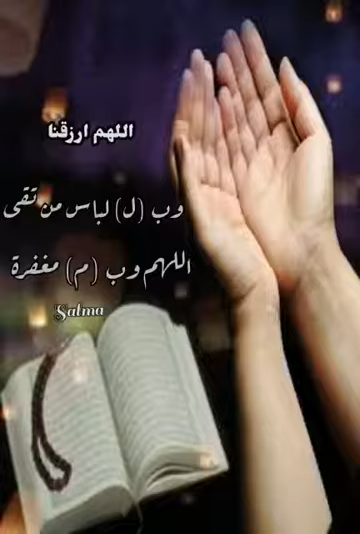 اللهم ارزقنا
وب (ل) لباس من تقى
اللهم وب (م) مغفرة
Salma